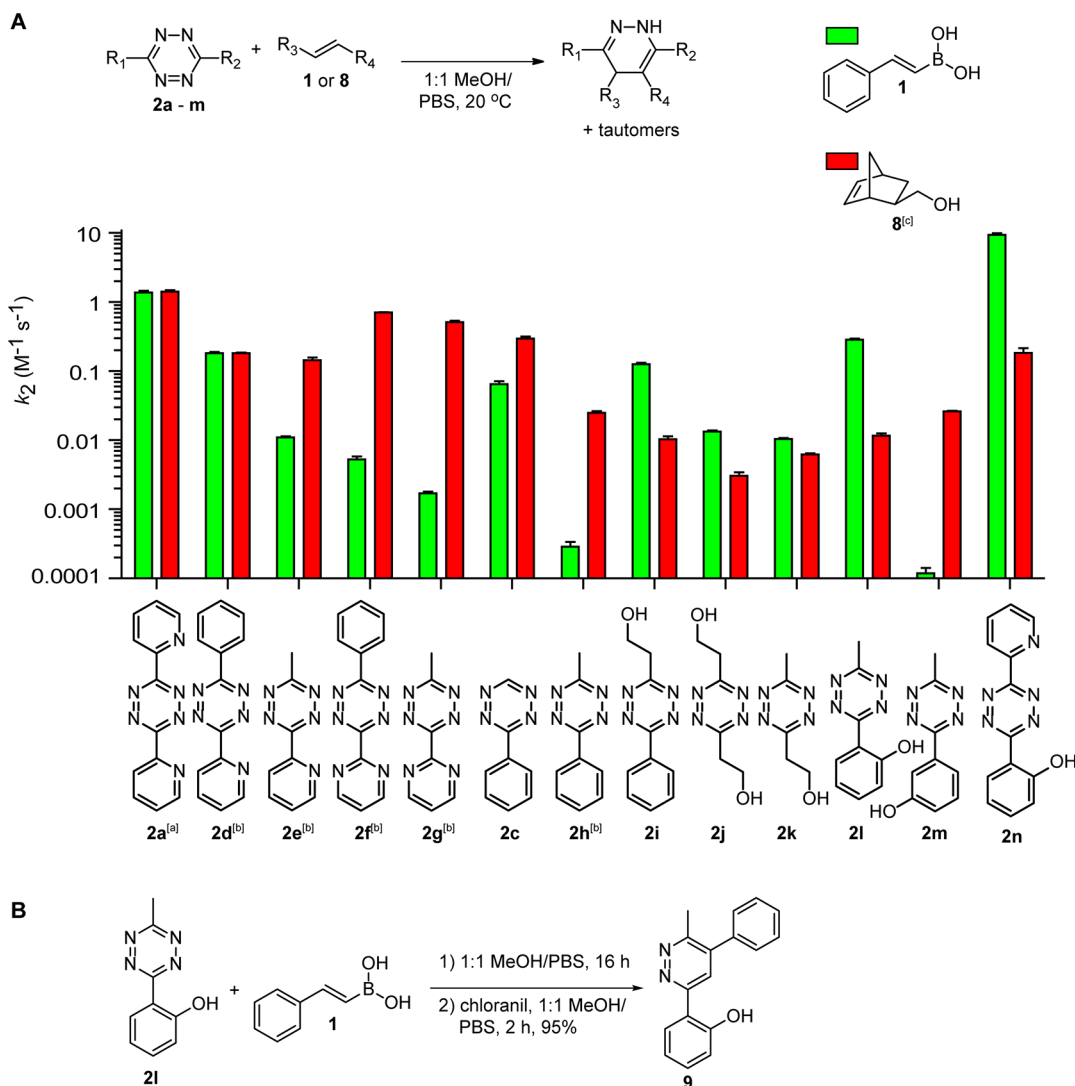 A
R1
N N
N N
R2
+
R3
R4
2a - m
1 or 8
1:1 MeOH/
PBS, 20 oC
N NH
R1
R2
R3
R4
+ tautomers
OH
B
OH
1
OH
8[c]
k2 (M-1 s-1)
10
1
0.1
0.01
0.001
0.0001
N
N N
N N
N
2a[a]
N N
N N
N
2d[b]
N N
N N
N
2e[b]
N N
N N
N N
2f[b]
N N
N N
N N
2g[b]
N N
N N
2c
N N
N N
2h[b]
HO
N N
N N
2i
HO
N N
N N
OH
2j
N N
N N
OH
2k
N N
N N
OH
2l
N N
N N
HO
2m
N
N N
N N
OH
2n
B
N N
N N
OH
2l
+
OH
B
OH
1
1) 1:1 MeOH/PBS, 16 h
2) chloranil, 1:1 MeOH/
PBS, 2 h, 95%
N
N
OH
9